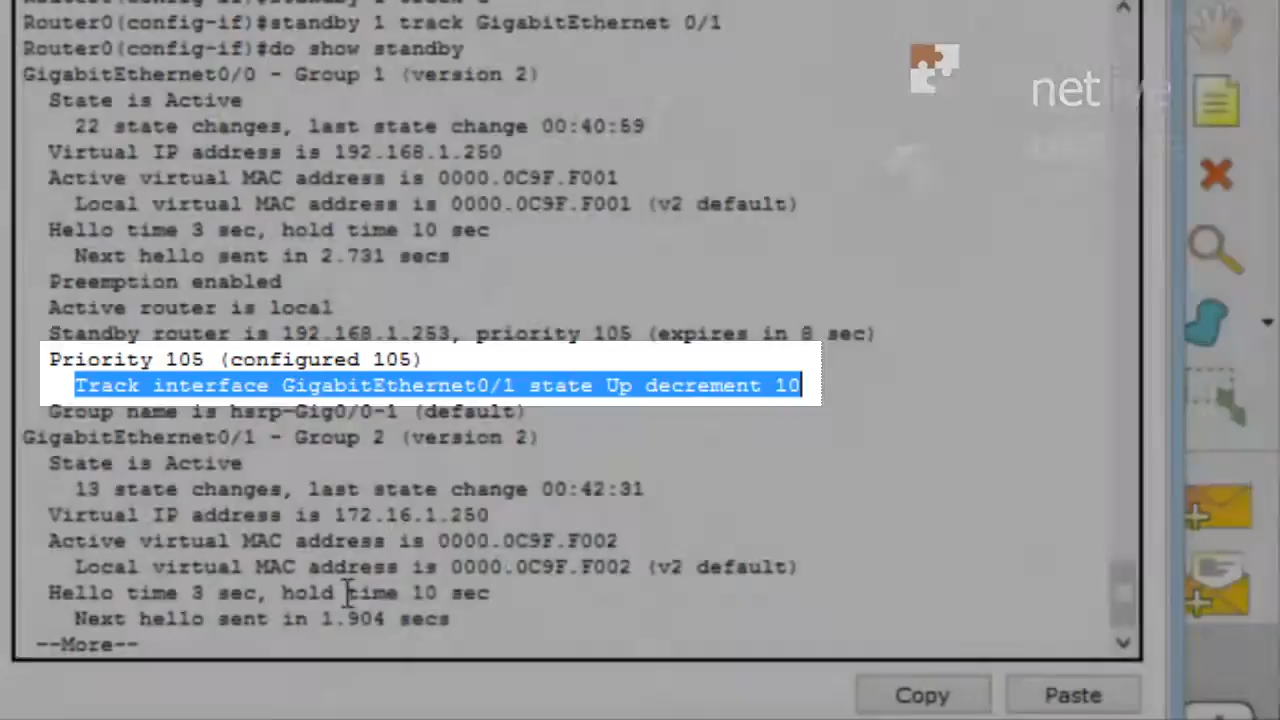 Router0(config-if)#standby 1 track GigabitEthernet 0/1
Router0(config-if)#do show standby
GigabitEthernet0/0 - Group 1 (version 2)
State is Active
22 state changes, last state change 00:40:59
Virtual IP address is 192.168.1.250
Active virtual MAC address is 0000.0C9F.F001
Local virtual MAC address is 0000.0C9F.F001 (v2 default)
Hello time 3 sec, hold time 10 sec
Next hello sent in 2.731 secs
Preemption enabled
Active router is local
Standby router is 192.168.1.253, priority 105 (expires in 8 sec)
Priority 105 (configured 105)
Track interface GigabitEthernet0/1 state Up decrement 10
Group name is hsrp-Gig0/0-1 (default)
GigabitEthernet0/1 - Group 2 (version 2)
State is Active
13 state changes, last state change 00:42:31
Virtual IP address is 172.16.1.250
Active virtual MAC address is 0000.0C9F.F002
Local virtual MAC address is 0000.0C9F.F002 (v2 default)
Hello time 3 sec, hold time 10 sec
Next hello sent in 1.904 secs
--More--
Copy
Paste
net